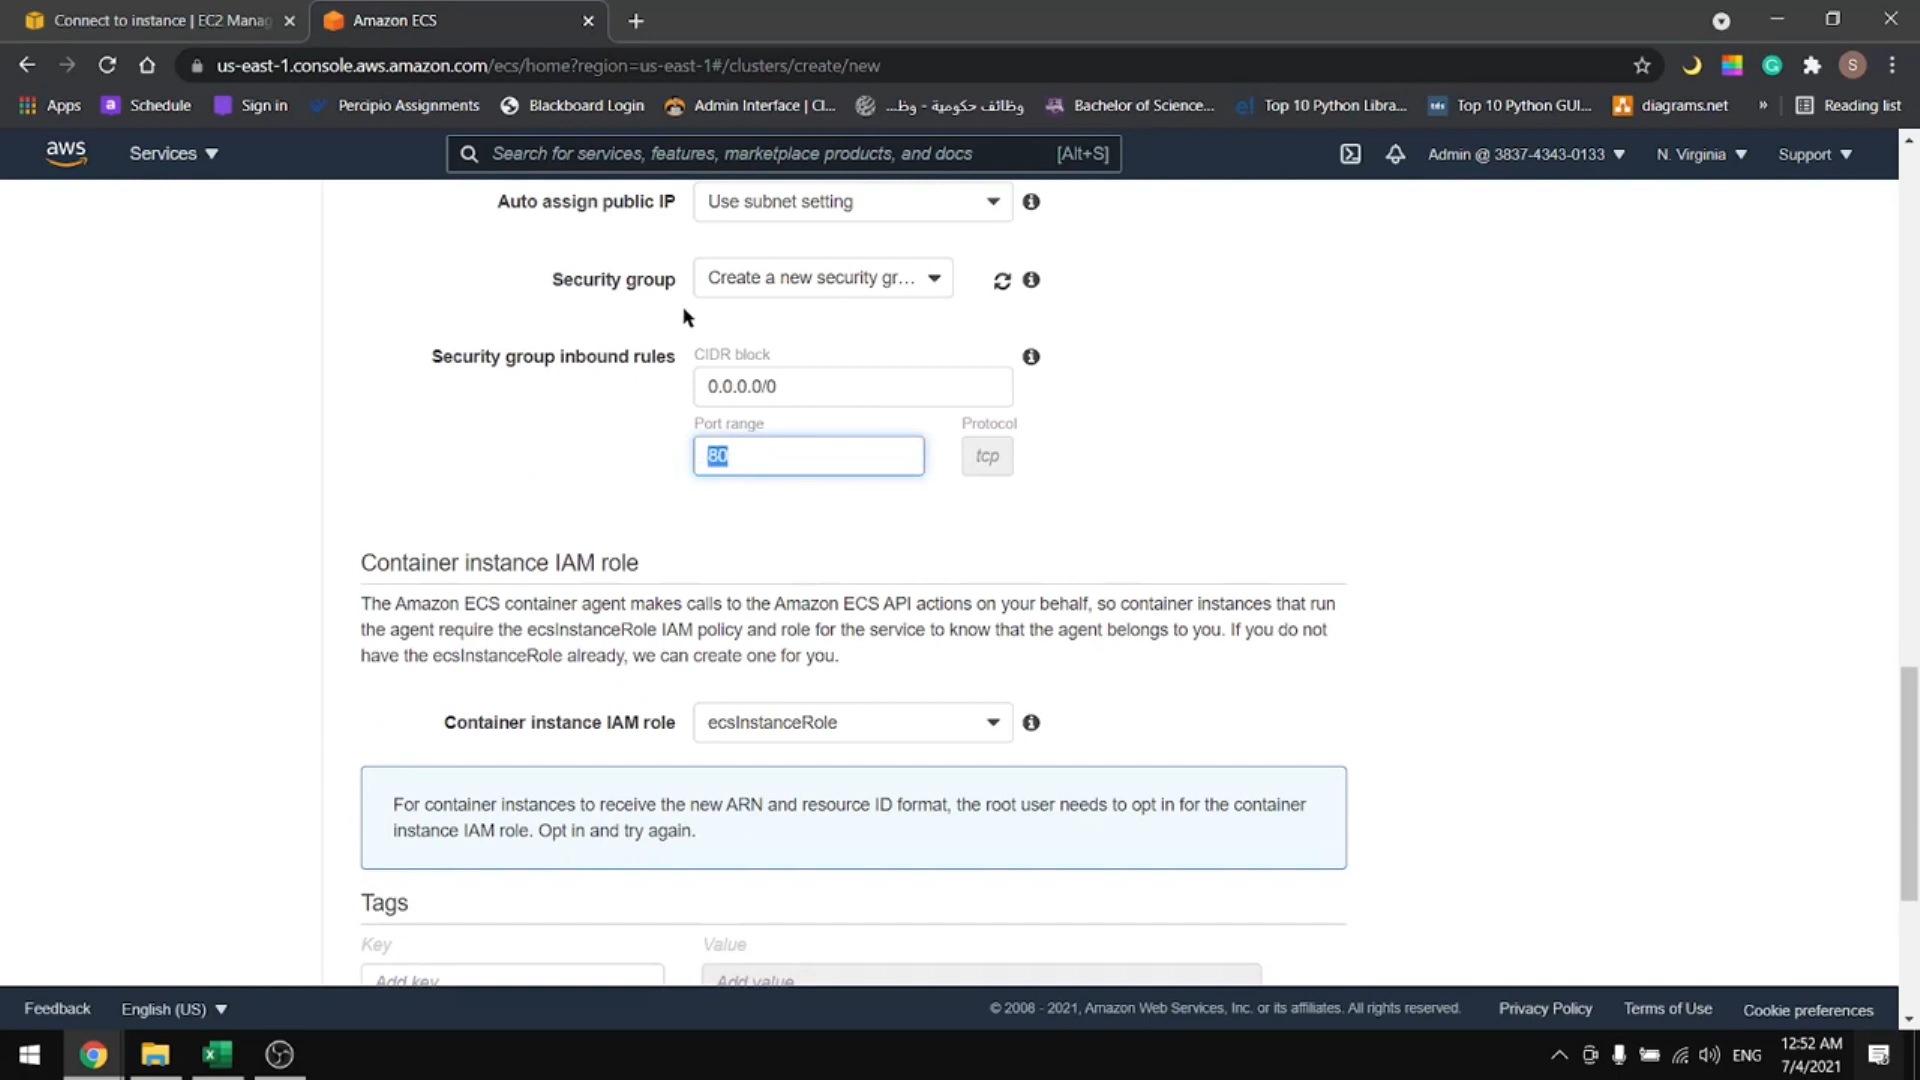 Connect to instance | EC2 Manag
Amazon ECS
us-east-1.console.aws.amazon.com/ecs/home?region=us-east-1#/clusters/create/new
S
Apps
a Schedule
Sign in
Percipio Assignments
Blackboard Login
Admin Interface | Cl...
وظائف حكومية - وظ...
Bachelor of Science...
Top 10 Python Libra...
Top 10 Python GUI...
diagrams.net
»
Reading list
aws
Services
Search for services, features, marketplace products, and docs [Alt+S]
Admin @ 3837-4343-0133
N. Virginia
Support
Auto assign public IP
Use subnet setting
Security group
Create a new security gr...
Security group inbound rules
CIDR block
0.0.0.0/0
Port range
Protocol
80
tcp
Container instance IAM role
The Amazon ECS container agent makes calls to the Amazon ECS API actions on your behalf, so container instances that run
the agent require the ecsInstanceRole IAM policy and role for the service to know that the agent belongs to you. If you do not
have the ecsInstanceRole already, we can create one for you.
Container instance IAM role
ecsInstanceRole
For container instances to receive the new ARN and resource ID format, the root user needs to opt in for the container
instance IAM role. Opt in and try again.
Tags
Key
Value
Add key
Add value
Feedback
English (US)
© 2008 - 2021, Amazon Web Services, Inc. or its affiliates. All rights reserved.
Privacy Policy
Terms of Use
Cookie preferences
ENG
12:52 AM
7/4/2021